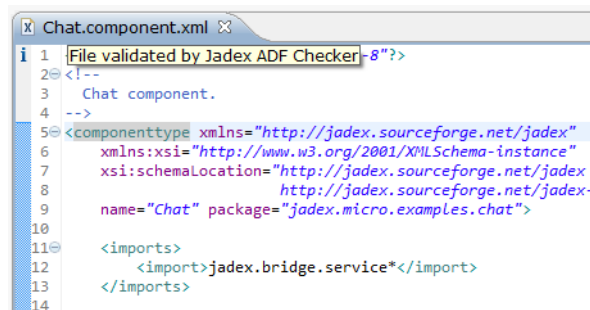 Chat.component.xml
i 1 File validated by Jadex ADF Checker -8"?>
2 <!--
3 Chat component.
4 -->
5 <componenttype xmlns="http://jadex.sourceforge.net/jadex"
6 xmlns:xsi="http://www.w3.org/2001/XMLSchema-instance"
7 xsi:schemaLocation="http://jadex.sourceforge.net/jadex
8 http://jadex.sourceforge.net/jadex-
9 name="Chat" package="jadex.micro.examples.chat">
10
11 <imports>
12 <import>jadex.bridge.service*</import>
13 </imports>
14